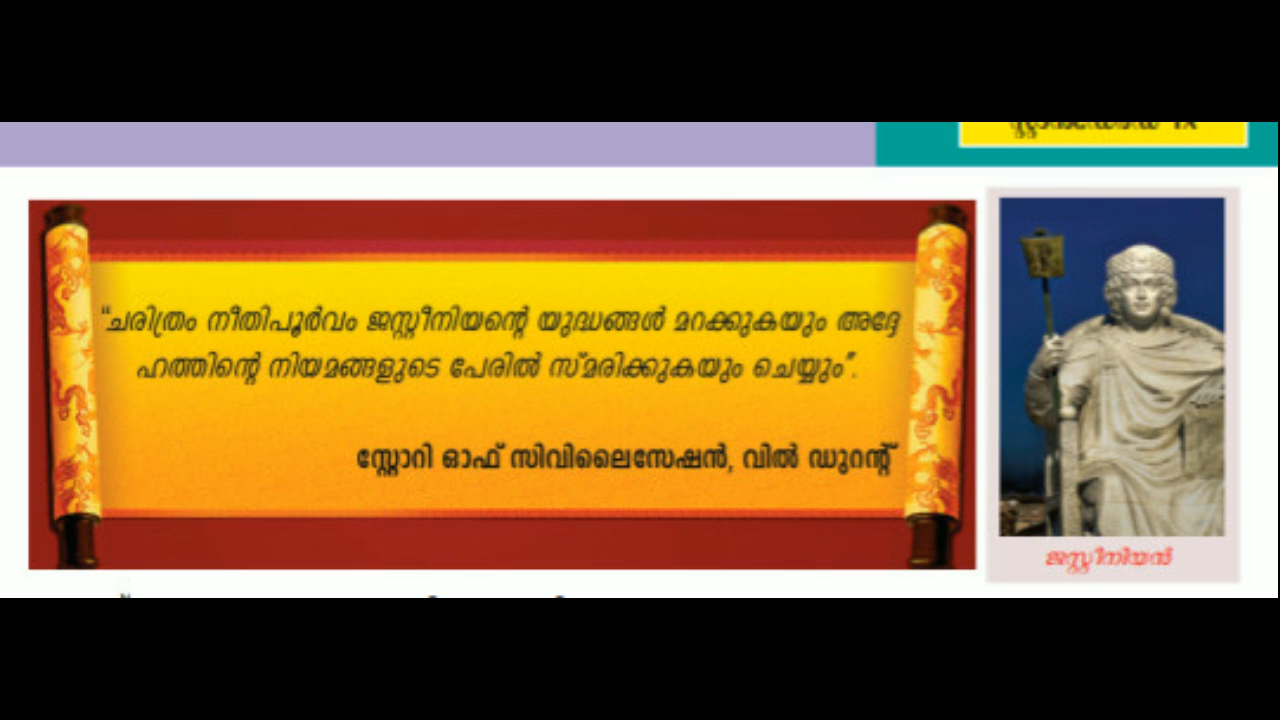 "ചരിത്രം നീതിപൂർവം ജസ്റ്റീനിയന്റെ യുദ്ധങ്ങൾ മറക്കുകയും അദ്ദേ
ഹത്തിന്റെ നിയമങ്ങളുടെ പേരിൽ സ്മരിക്കുകയും ചെയ്യും".
സ്റ്റോറി ഓഫ് സിവിലൈസേഷൻ, വിൽ ഡുറന്റ്
ജസ്റ്റീനിയൻ